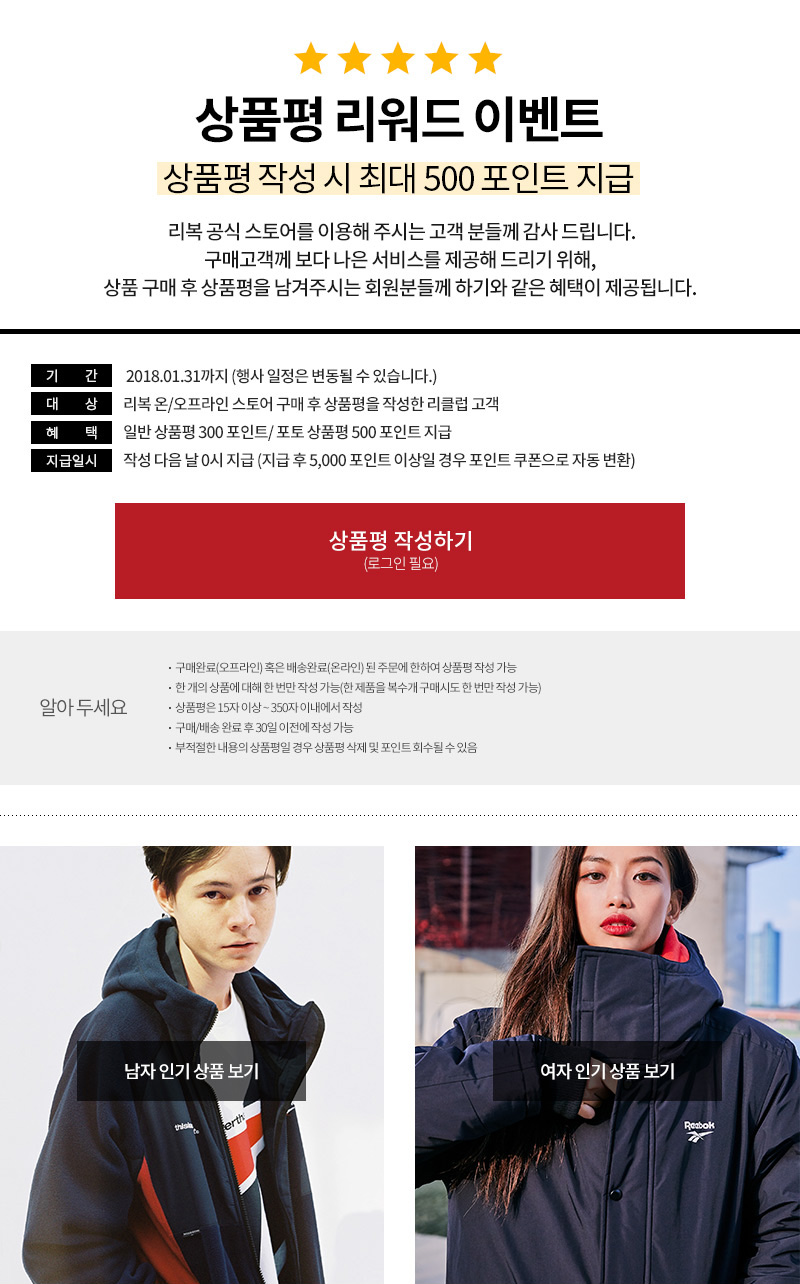 상품평 리워드 이벤트
상품평 작성 시 최대 500 포인트 지급
리복 공식 스토어를 이용해 주시는 고객 분들께 감사 드립니다.
구매고객께 보다 나은 서비스를 제공해 드리기 위해,
상품 구매 후 상품평을 남겨주시는 회원분들께 하기와 같은 혜택이 제공됩니다.
기 간 2018.01.31까지 (행사 일정은 변동될 수 있습니다.)
대 상 리복 온/오프라인 스토어 구매 후 상품평을 작성한 리클럽 고객
혜 택 일반 상품평 300 포인트/ 포토 상품평 500 포인트 지급
지급일시 작성 다음 날 0시 지급 (지급 후 5,000 포인트 이상일 경우 포인트 쿠폰으로 자동 변환)
상품평 작성하기
(로그인 필요)
알아 두세요
· 구매완료(오프라인) 혹은 배송완료(온라인) 된 주문에 한하여 상품평 작성 가능
· 한 개의 상품에 대해 한 번만 작성 가능(한 제품을 복수개 구매시도 한 번만 작성 가능)
· 상품평은 15자 이상 ~ 350자 이내에서 작성
· 구매/배송 완료 후 30일 이전에 작성 가능
· 부적절한 내용의 상품평일 경우 상품평 삭제 및 포인트 회수될 수 있음
남자 인기 상품 보기
여자 인기 상품 보기
Reebok